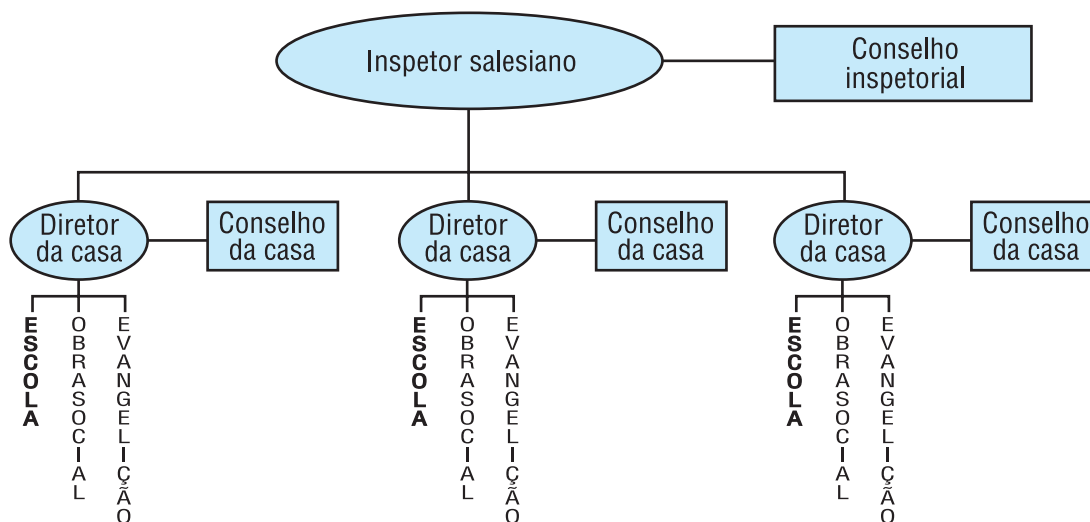 Inspetor salesiano
Conselho
inspetorial
Diretor
da casa
Conselho
da casa
Diretor
da casa
Conselho
da casa
Diretor
da casa
Conselho
da casa
ESCOLA
OBRASOCIAL
EVANGELIÇÃO
ESCOLA
OBRASOCIAL
EVANGELIÇÃO
ESCOLA
OBRASOCIAL
EVANGELIÇÃO